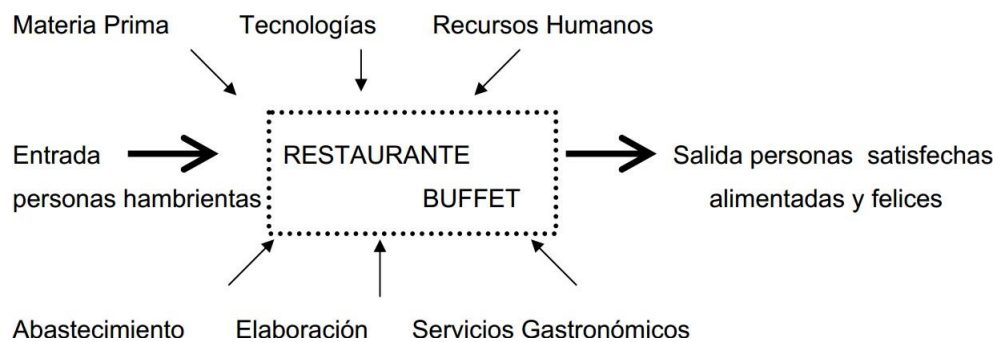 Materia Prima Tecnologías Recursos Humanos
Entrada RESTAURANTE Salida personas satisfechas
personas hambrientas BUFFET alimentadas y felices
Abastecimiento Elaboración Servicios Gastronómicos